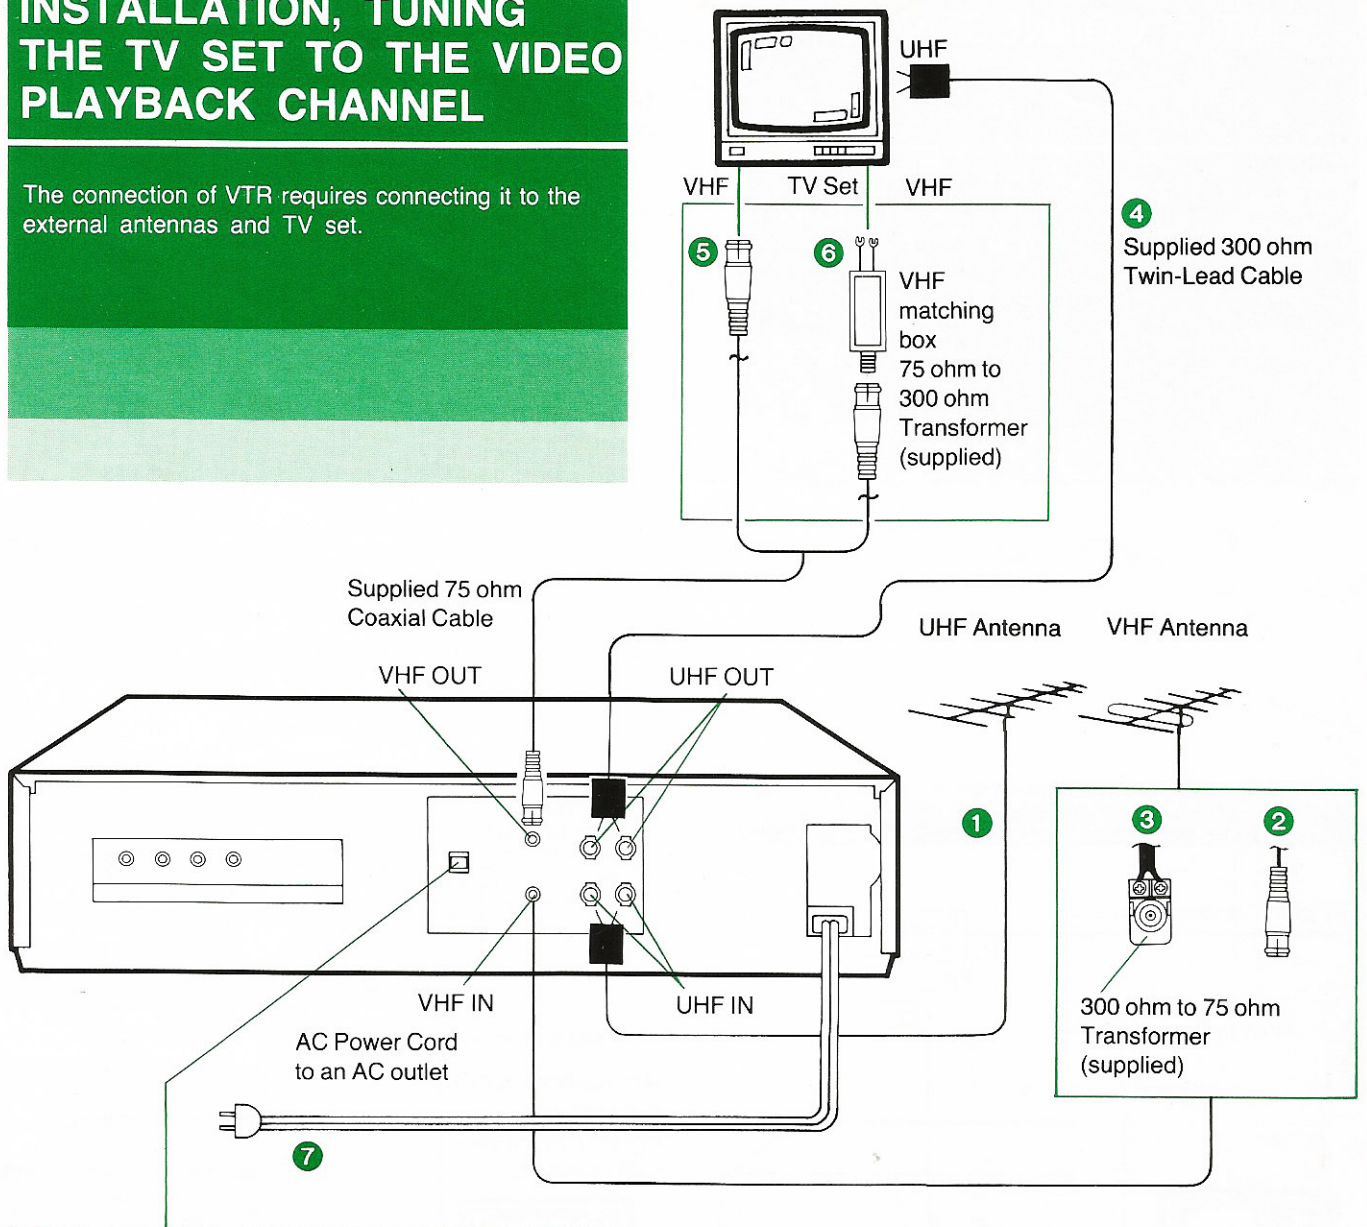 INSTALLATION, TUNING
THE TV SET TO THE VIDEO
PLAYBACK CHANNEL
The connection of VTR requires connecting it to the
external antennas and TV set.
UHF
VHF
TV Set
VHF
4
Supplied 300 ohm
Twin-Lead Cable
5
6
VHF
matching
box
75 ohm to
300 ohm
Transformer
(supplied)
Supplied 75 ohm
Coaxial Cable
UHF Antenna
VHF Antenna
VHF OUT
UHF OUT
1
3
2
VHF IN
UHF IN
300 ohm to 75 ohm
Transformer
(supplied)
AC Power Cord
to an AC outlet
7